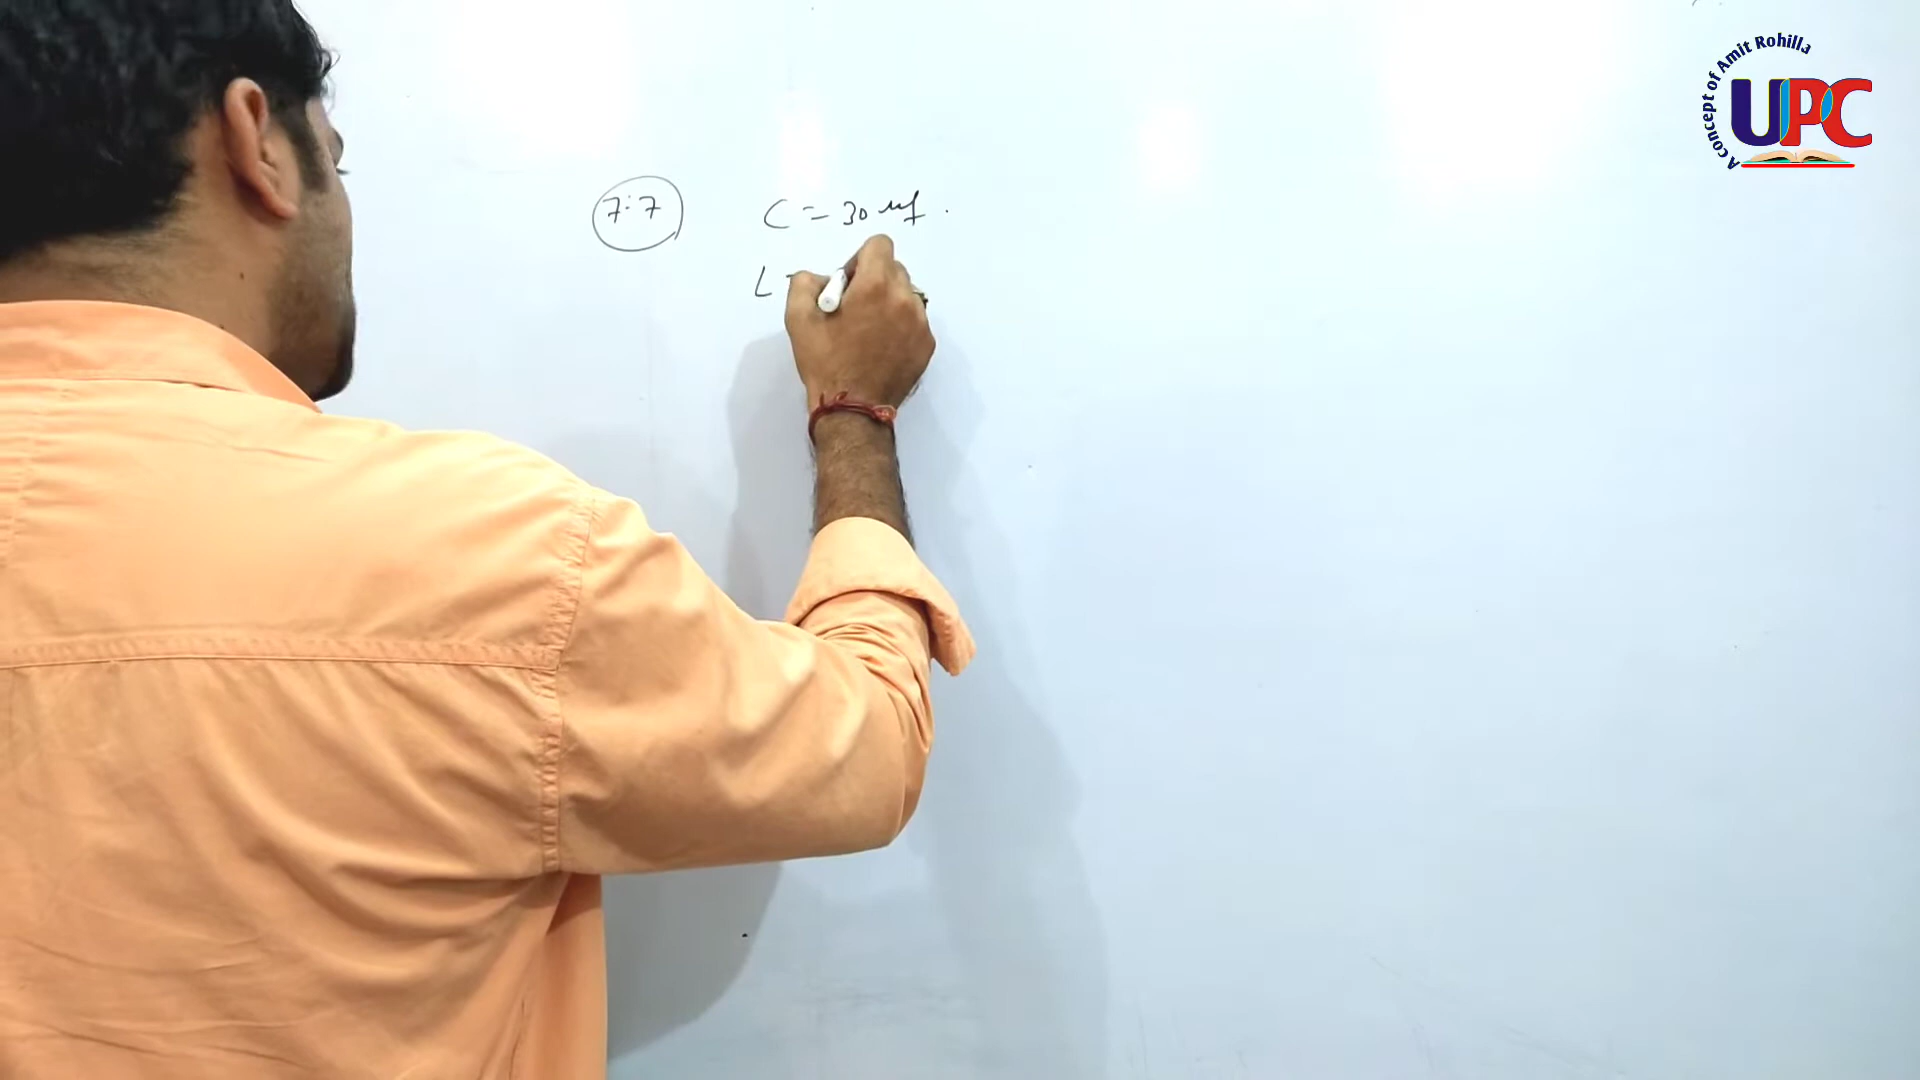 A concept of Amit Rohilla
UPC
7.7 C = 30 μf.
L =